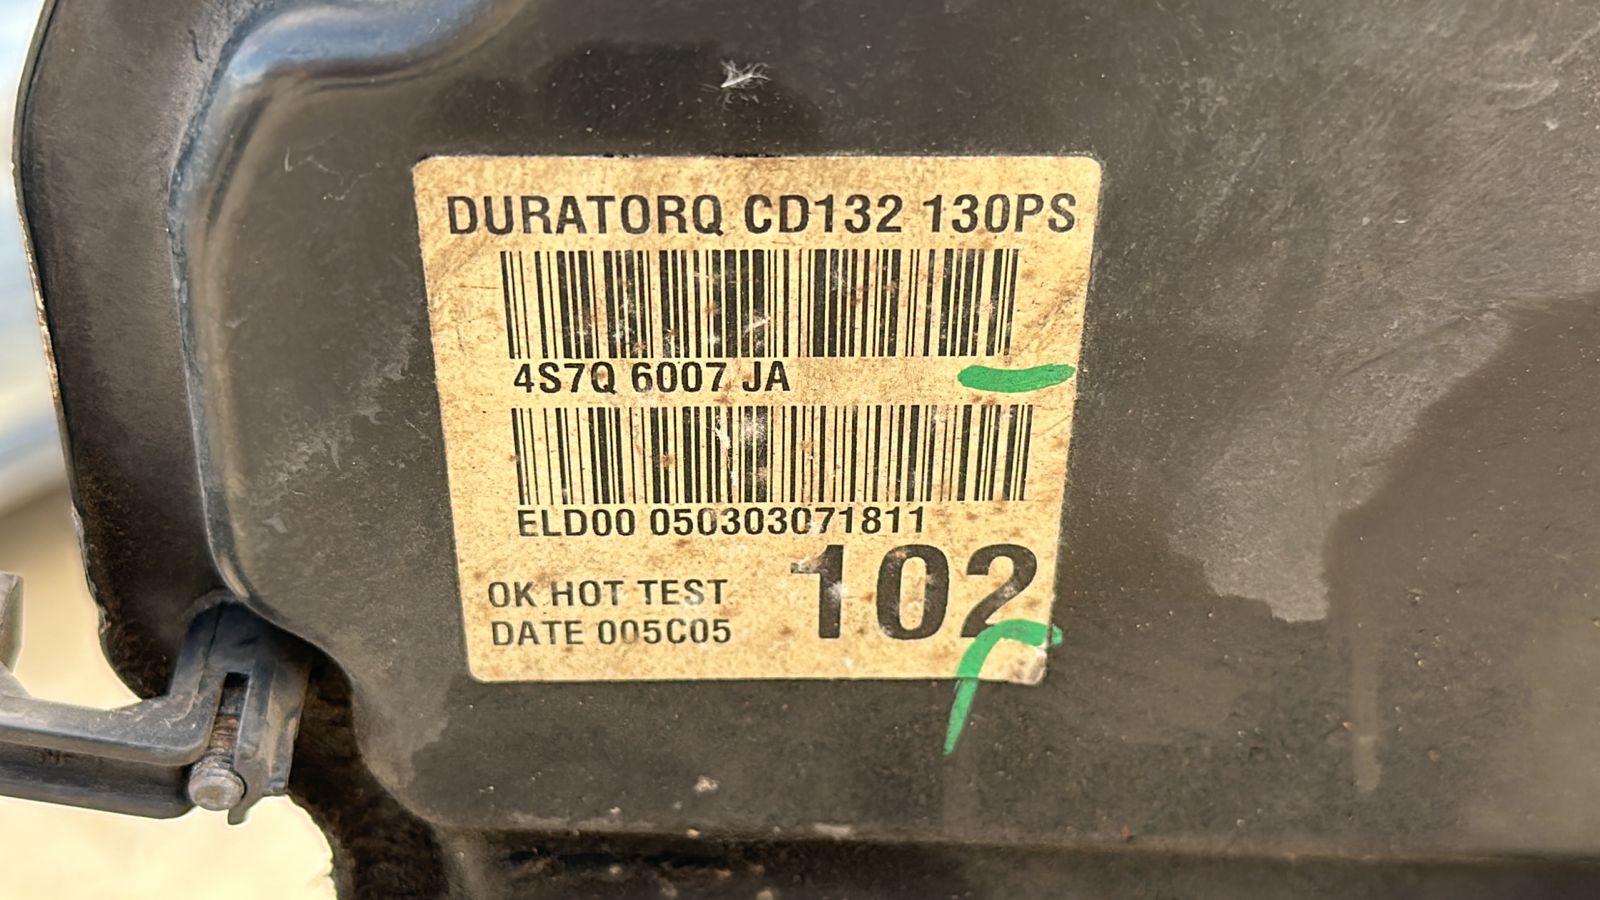 DURATORQ CD132 130PS
4S7Q 6007 JA
ELD00 050303071811
102
OK HOT TEST
DATE 005C05